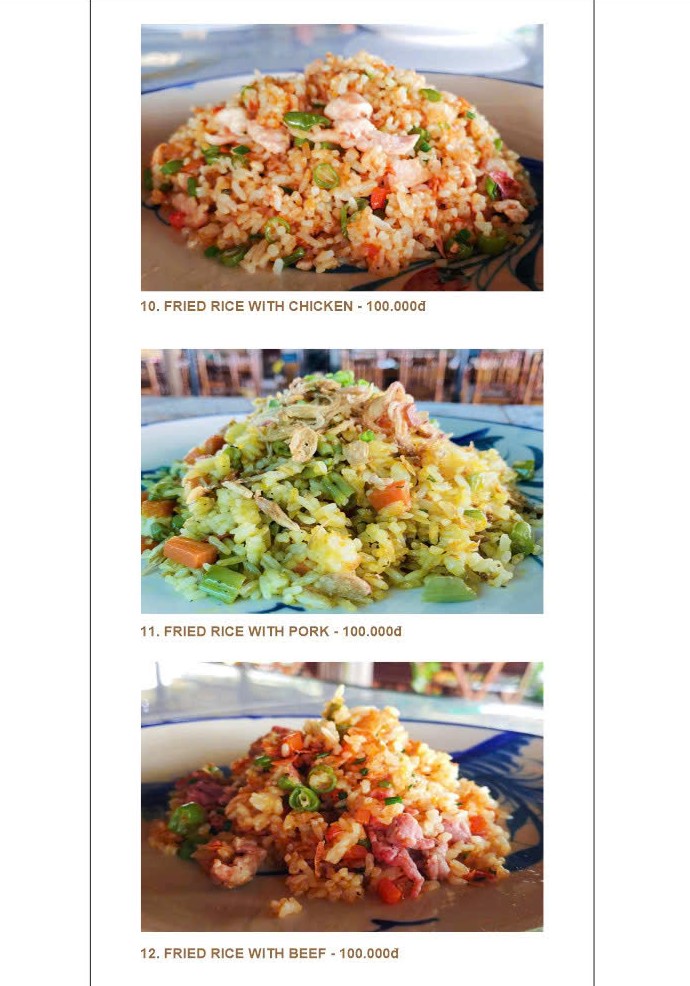 10. FRIED RICE WITH CHICKEN - 100.000đ
11. FRIED RICE WITH PORK - 100.000đ
12. FRIED RICE WITH BEEF - 100.000đ